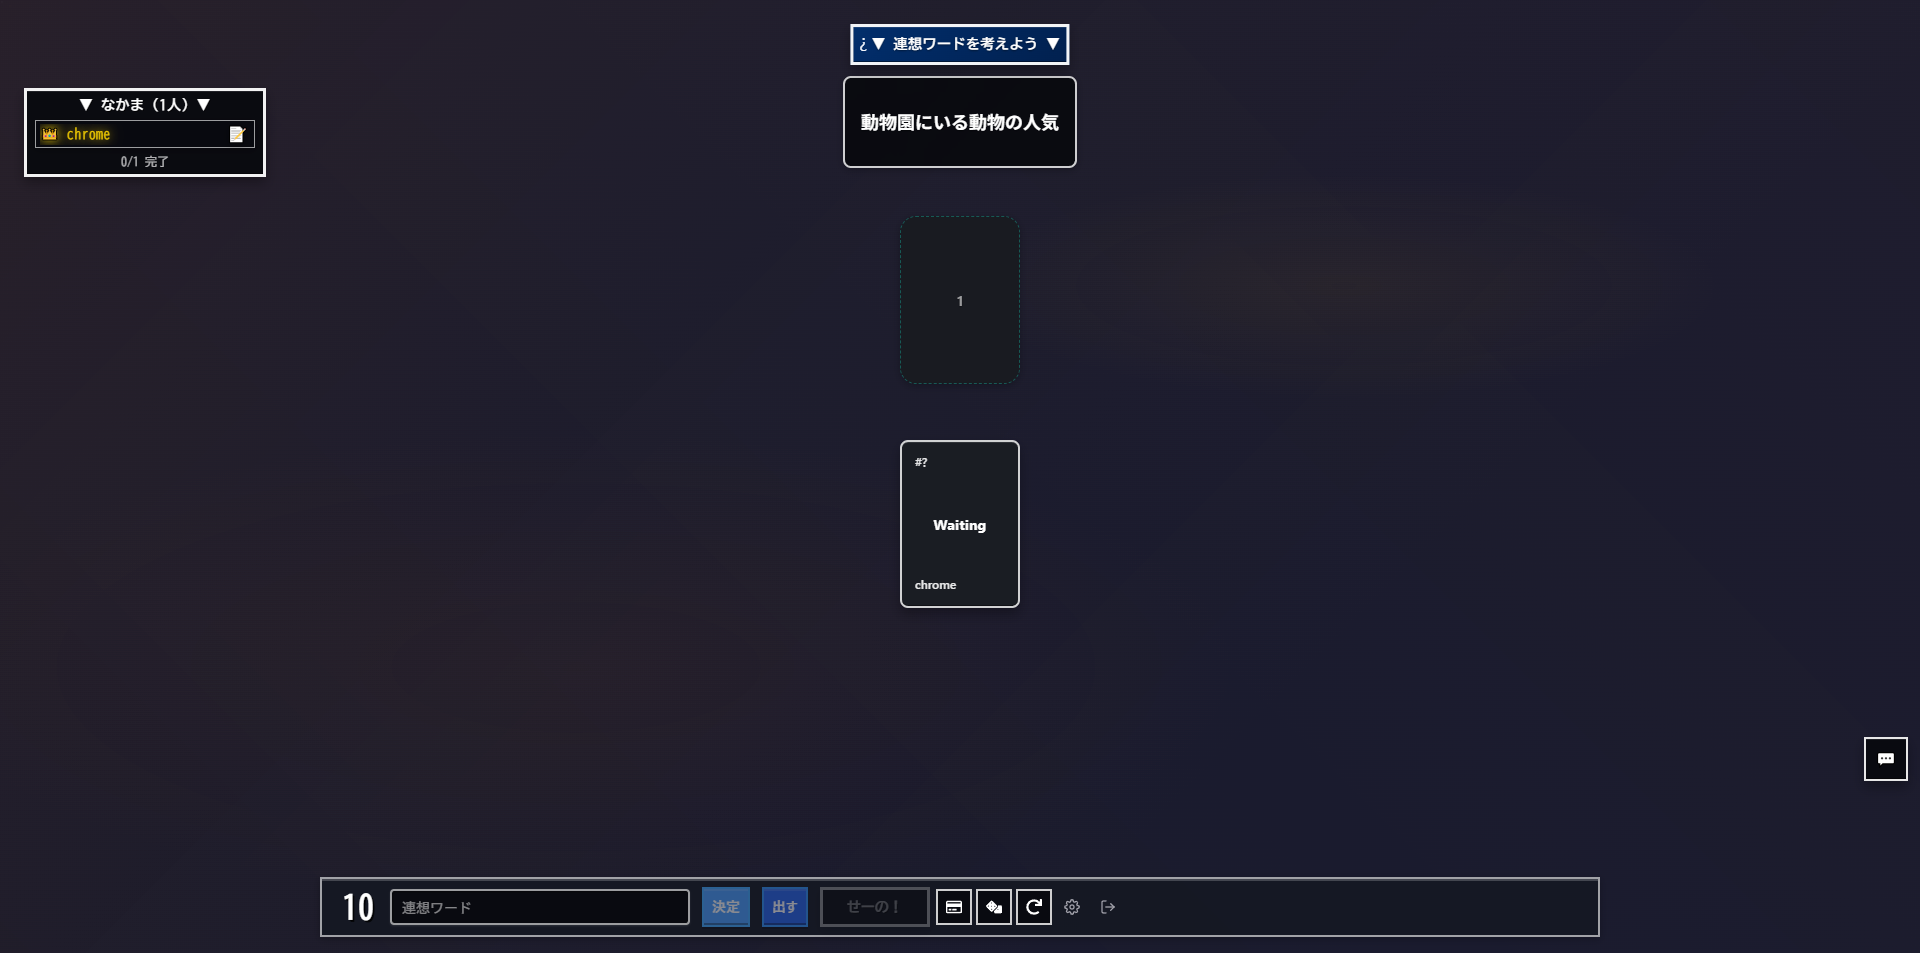 ¿ ▼ 連想ワードを考えよう ▼
動物園にいる動物の人気
▼ なかま（1人）▼
chrome
0/1 完了
1
#?
Waiting
chrome
10
連想ワード
決定
出す
せーの！